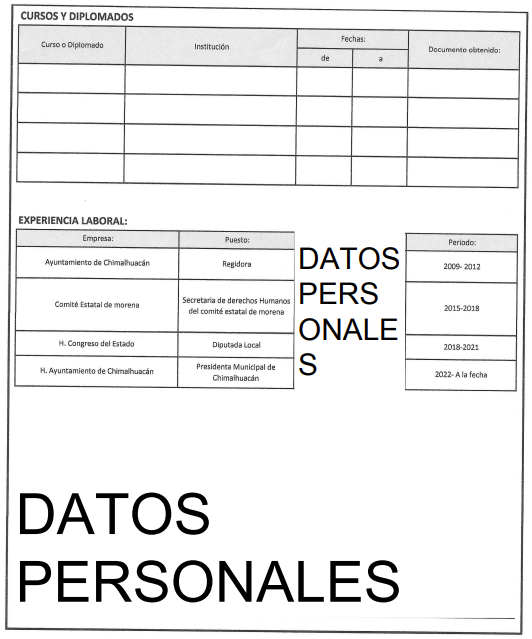 CURSOS Y DIPLOMADOS
Curso o Diplomado
Institución
Fechas:
de
a
Documento obtenido:
EXPERIENCIA LABORAL:
Empresa:
Puesto:
Periodo:
Ayuntamiento de Chimalhuacán
Regidora
2009- 2012
Comité Estatal de morena
Secretaria de derechos Humanos
del comité estatal de morena
2015-2018
H. Congreso del Estado
Diputada Local
2018-2021
H. Ayuntamiento de Chimalhuacán
Presidenta Municipal de
Chimalhuacán
2022- A la fecha
DATOS
PERS
ONALE
S
DATOS
PERSONALES